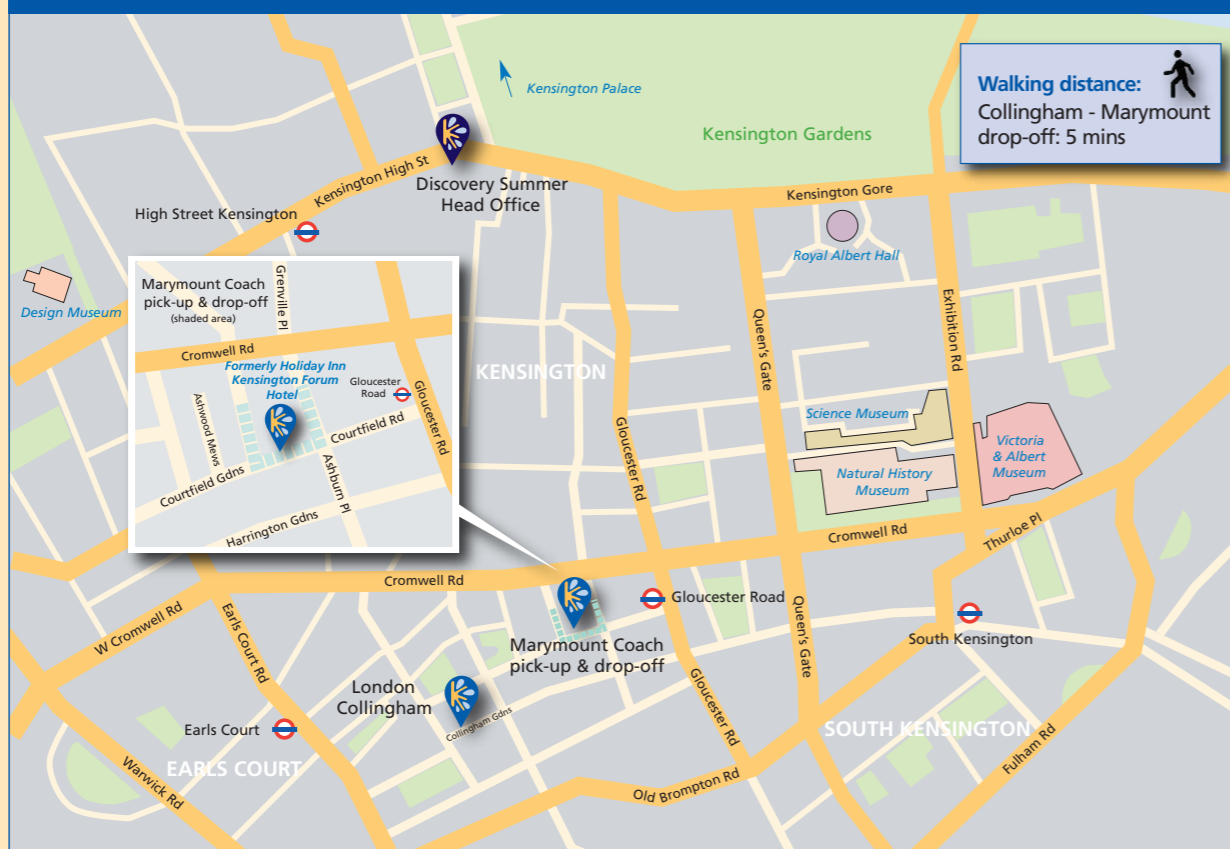 Walking distance:
Collingham - Marymount
drop-off: 5 mins
Kensington Palace
Kensington Gardens
Kensington High St
Discovery Summer
Head Office
Kensington Gore
High Street Kensington
Royal Albert Hall
Design Museum
Marymount Coach
pick-up & drop-off
(shaded area)
Grenville Pl
Cromwell Rd
Formerly Holiday Inn
Kensington Forum
Hotel
Gloucester
Road
Gloucester Rd
Ashwood Mews
Courtfield Rd
Courtfield Gdns
Ashburn Pl
Harrington Gdns
KENSINGTON
Queen's Gate
Exhibition Rd
Gloucester Rd
Science Museum
Natural History
Museum
Victoria
& Albert
Museum
Cromwell Rd
Thurloe Pl
Cromwell Rd
W Cromwell Rd
Earls Court Rd
Gloucester Road
Queen's Gate
South Kensington
Marymount Coach
pick-up & drop-off
London
Collingham
Collingham Gdns
Gloucester Rd
Earls Court
EARLS COURT
Warwick Rd
Old Brompton Rd
SOUTH KENSINGTON
Fulham Rd